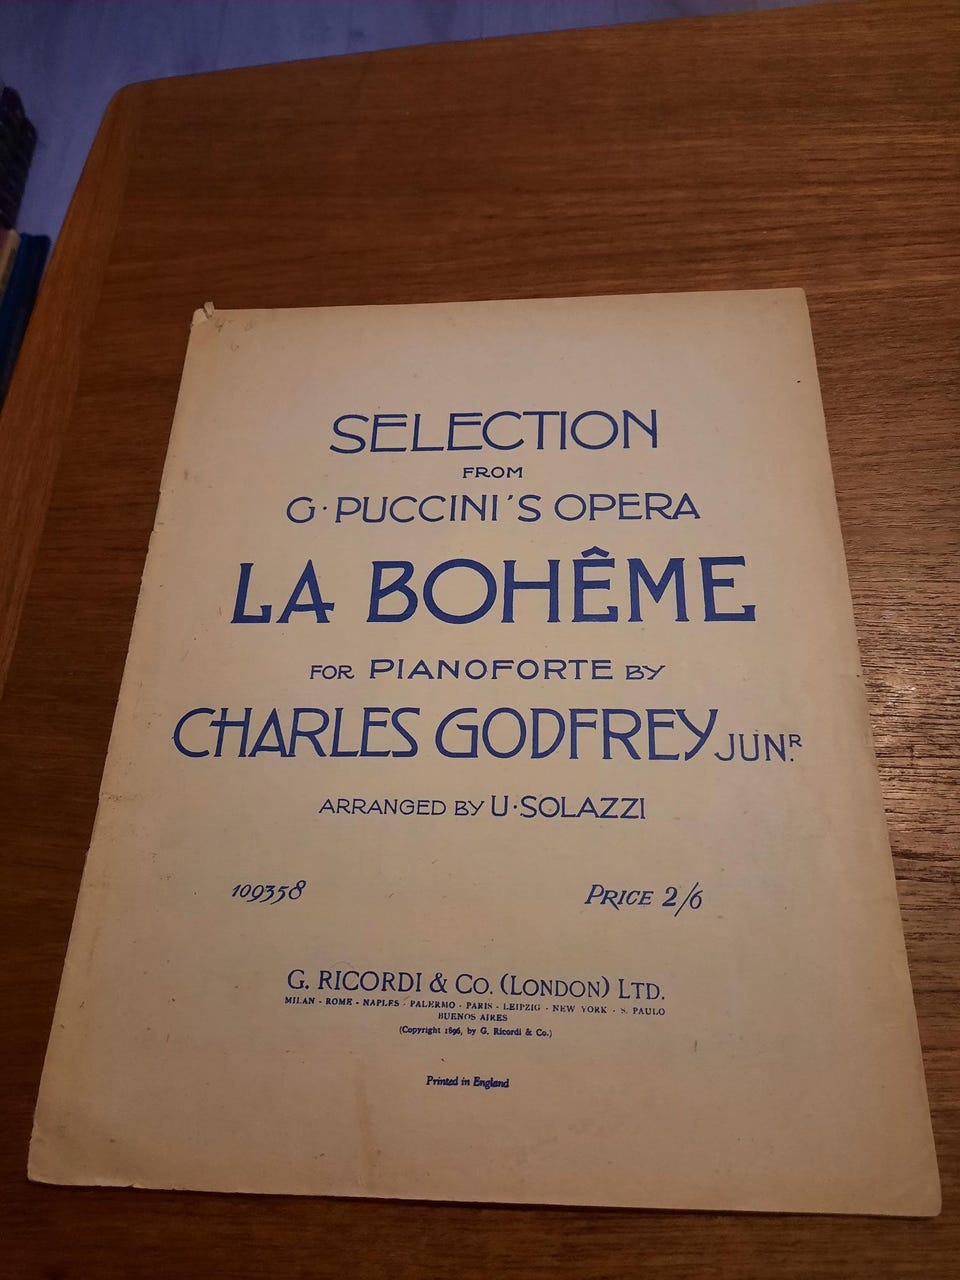 SELECTION
FROM
G. PUCCINI'S OPERA
LA BOHÊME
FOR PIANOFORTE BY
CHARLES GODFREY JUNR.
ARRANGED BY U. SOLAZZI
109358 PRICE 2/6
G. RICORDI & CO. (LONDON) LTD.
MILAN - ROME - NAPLES - PALERMO - PARIS - LEIPZIG - NEW YORK - S. PAULO
BUENOS AIRES
(Copyright 1896, by G. Ricordi & Co.)
Printed in England